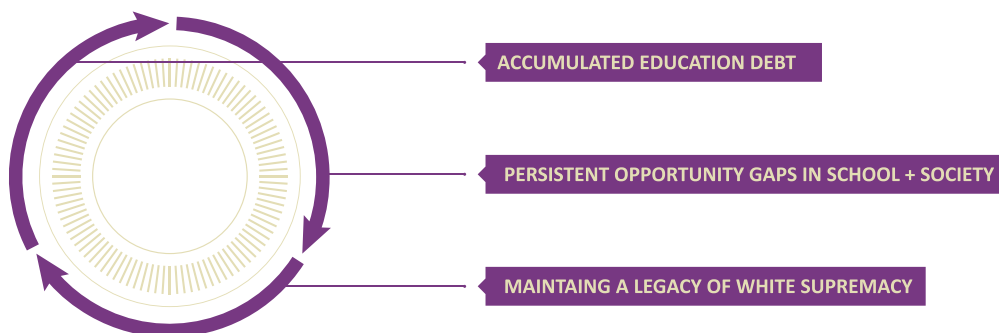 ACCUMULATED EDUCATION DEBT
PERSISTENT OPPORTUNITY GAPS IN SCHOOL + SOCIETY
MAINTAING A LEGACY OF WHITE SUPREMACY